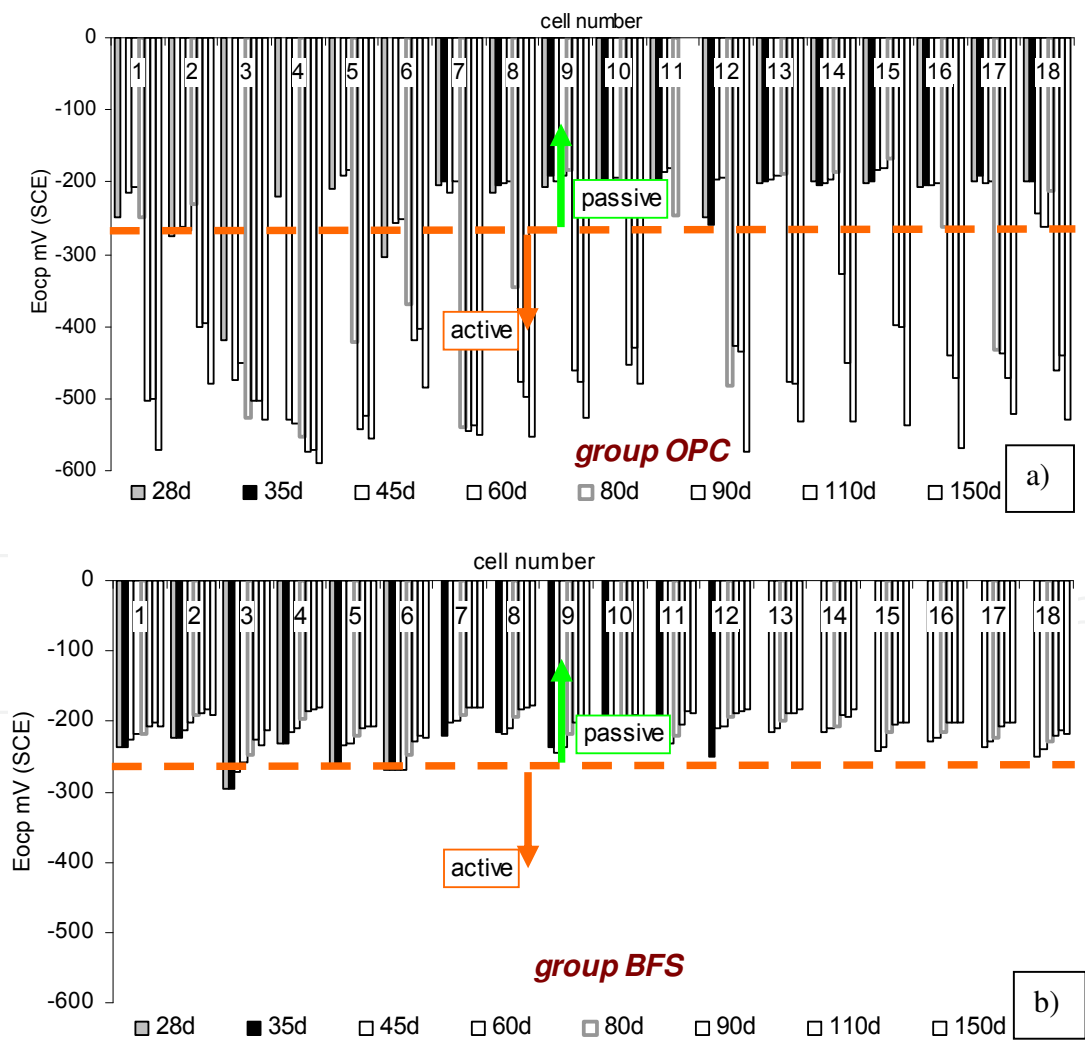 cell number
0
-100
-200
-300
-400
-500
-600
Eocp mV (SCE)
1 2 3 4 5 6 7 8 9 10 11 12 13 14 15 16 17 18
passive
active
group OPC
a)
28d 35d 45d 60d 80d 90d 110d 150d
cell number
0
-100
-200
-300
-400
-500
-600
Eocp mV (SCE)
1 2 3 4 5 6 7 8 9 10 11 12 13 14 15 16 17 18
passive
active
group BFS
b)
28d 35d 45d 60d 80d 90d 110d 150d